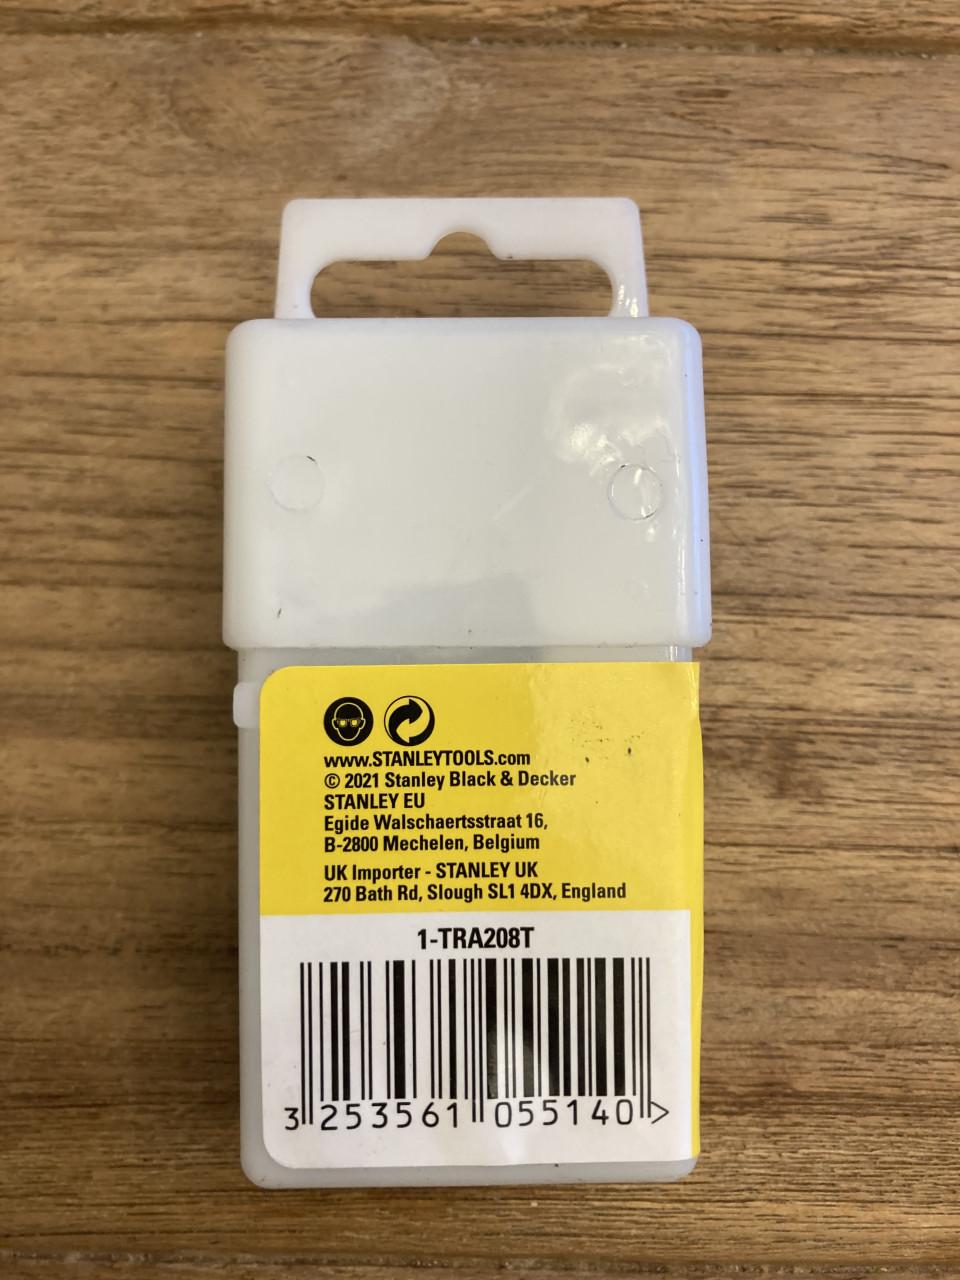 www.STANLEYTOOLS.com
© 2021 Stanley Black & Decker
STANLEY EU
Egide Walschaertsstraat 16,
B-2800 Mechelen, Belgium
UK Importer - STANLEY UK
270 Bath Rd, Slough SL1 4DX, England
1-TRA208T
3 253561 055140 >